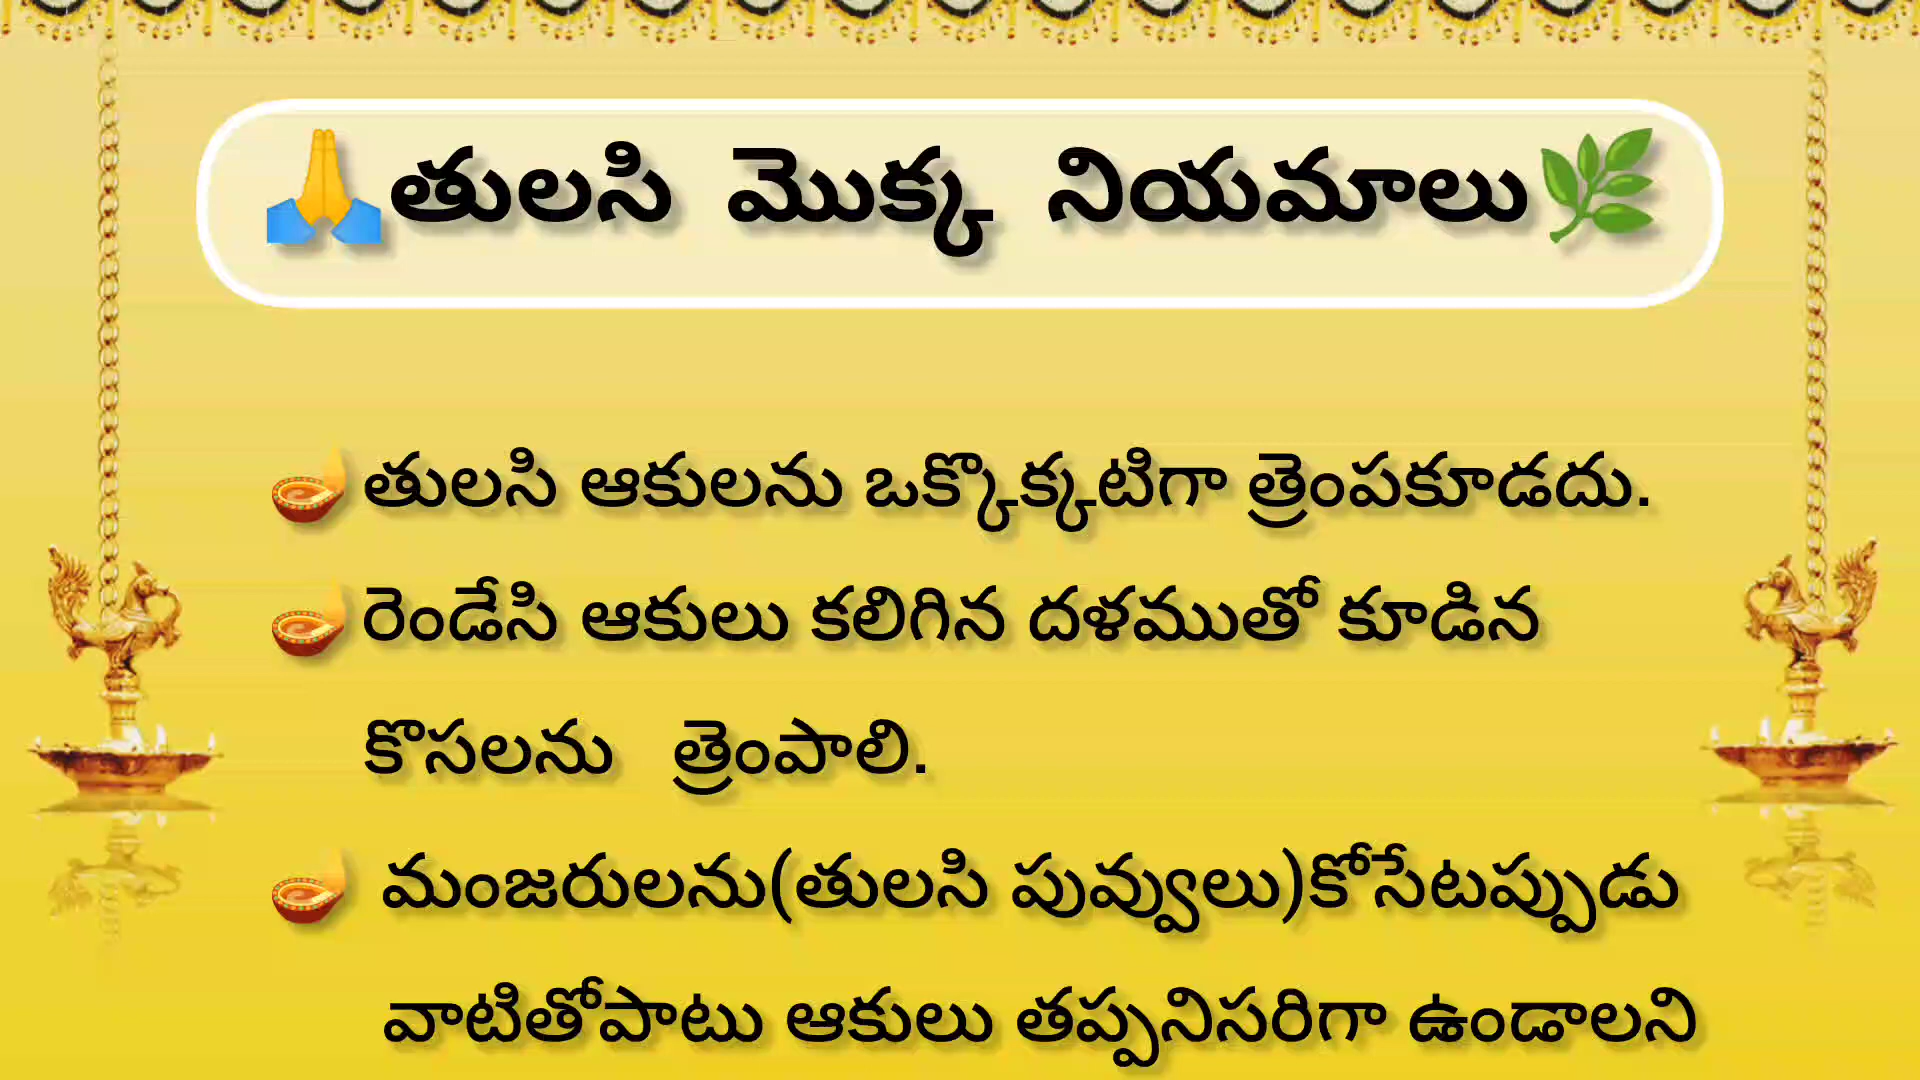 🙏తులసి మొక్క నియమాలు🌿
🪔తులసి ఆకులను ఒక్కొక్కటిగా త్రెంపకూడదు.
🪔రెండేసి ఆకులు కలిగిన దళముతో కూడిన
కొసలను త్రెంపాలి.
🪔 మంజరులను(తులసి పువ్వులు)కోసేటప్పుడు
వాటితోపాటు ఆకులు తప్పనిసరిగా ఉండాలని